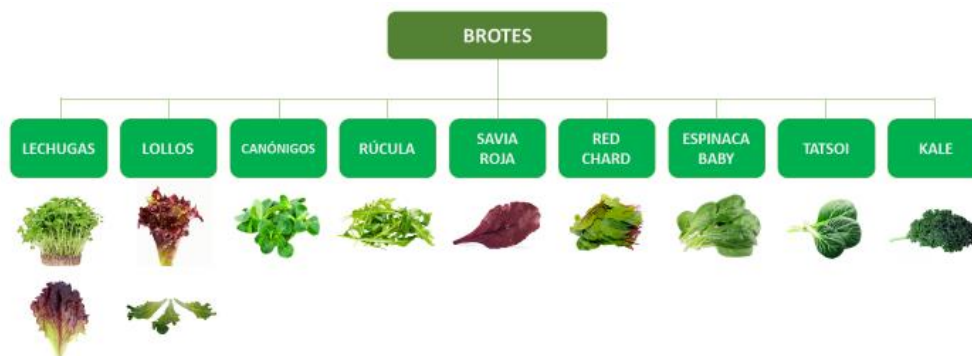 BROTES
LECHUGAS
LOLLOS
CANÓNIGOS
RÚCULA
SAVIA
ROJA
RED
CHARD
ESPINACA
BABY
TATSOI
KALE